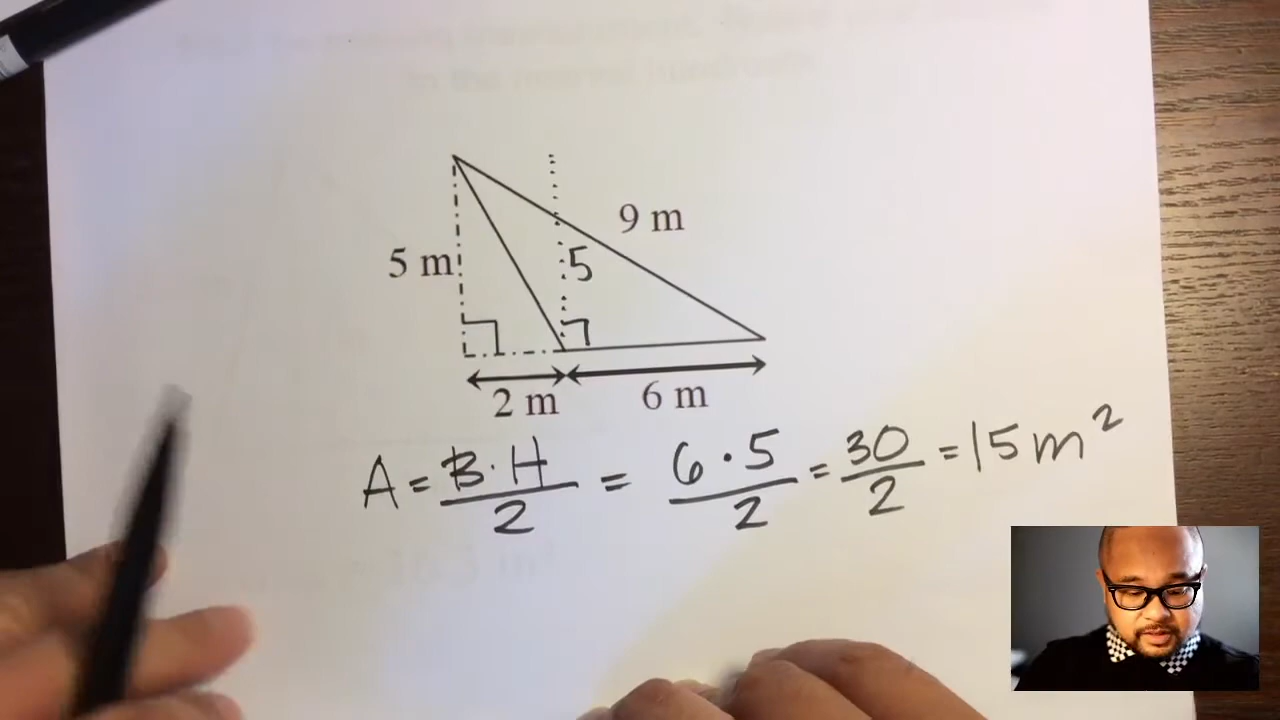 9 m
5 m
5
2 m
6 m
A = B · H / 2 = 6 · 5 / 2 = 30 / 2 = 15 m²